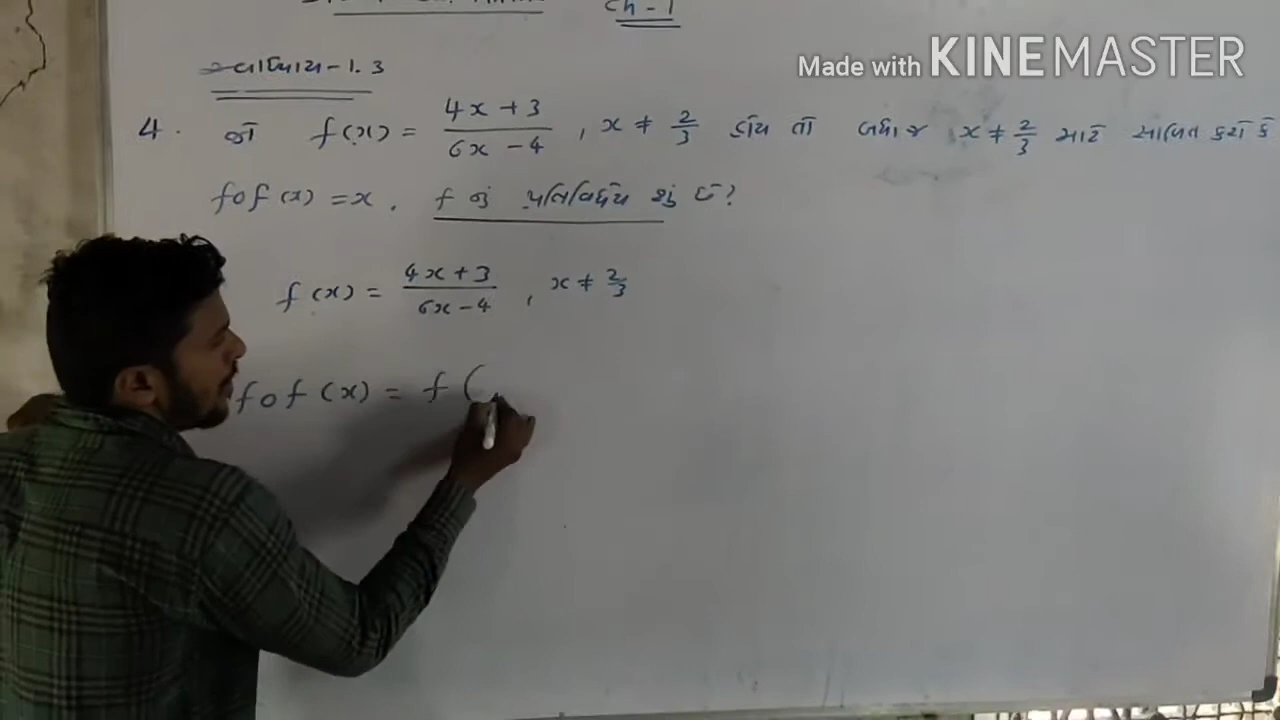 Ch - 1
Made with KINEMASTER
સ્વાધ્યાય - 1.3
4. જો f(x) = (4x + 3)/(6x - 4), x ≠ 2/3 હોય તો બધા જ x ≠ 2/3 માટે સાબિત કરો કે
fof(x) = x. f નું પ્રતિવિધેય શું છે?
f(x) = (4x + 3)/(6x - 4), x ≠ 2/3
fof(x) = f(